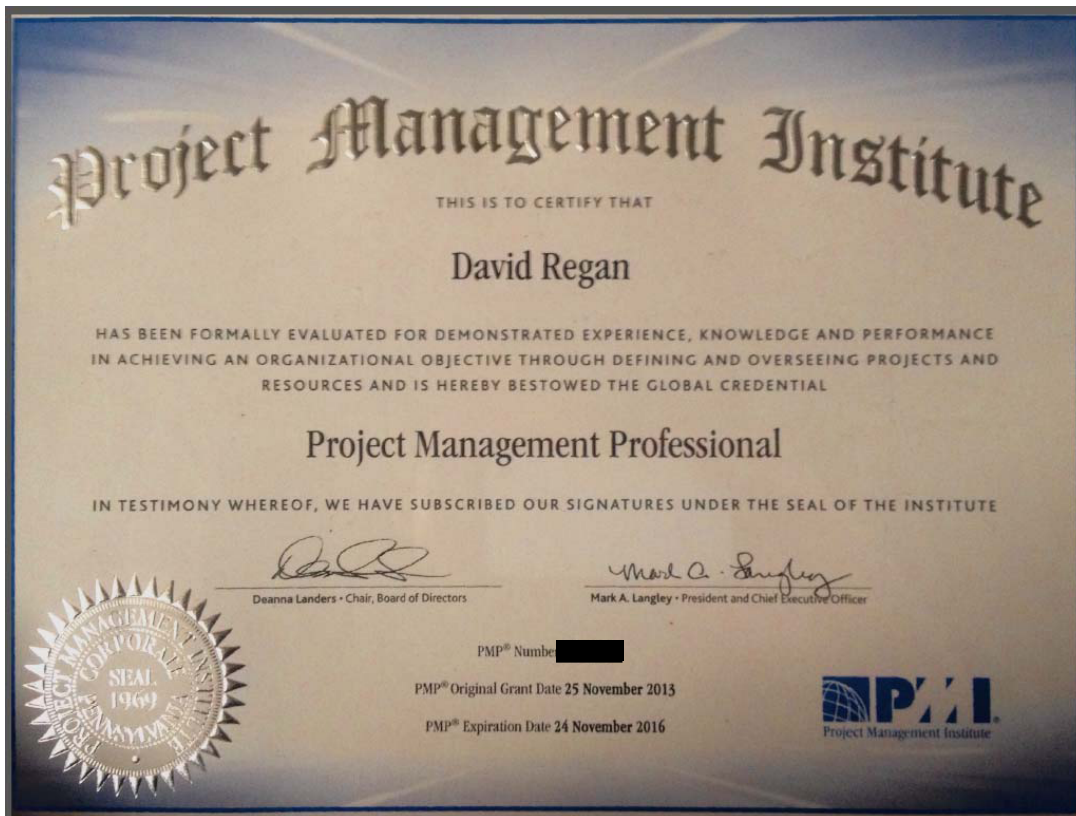 Project Management Institute
THIS IS TO CERTIFY THAT
David Regan
HAS BEEN FORMALLY EVALUATED FOR DEMONSTRATED EXPERIENCE, KNOWLEDGE AND PERFORMANCE
IN ACHIEVING AN ORGANIZATIONAL OBJECTIVE THROUGH DEFINING AND OVERSEEING PROJECTS AND
RESOURCES AND IS HEREBY BESTOWED THE GLOBAL CREDENTIAL
Project Management Professional
IN TESTIMONY WHEREOF, WE HAVE SUBSCRIBED OUR SIGNATURES UNDER THE SEAL OF THE INSTITUTE
Mark A. Langley
Deanna Landers • Chair, Board of Directors
Mark A. Langley • President and Chief Executive Officer
PROJECT MANAGEMENT INSTITUTE
CORPORATE
SEAL
1969
PENNSYLVANIA
PMP® Number
PMP® Original Grant Date 25 November 2013
PMP® Expiration Date 24 November 2016
PMI®
Project Management Institute